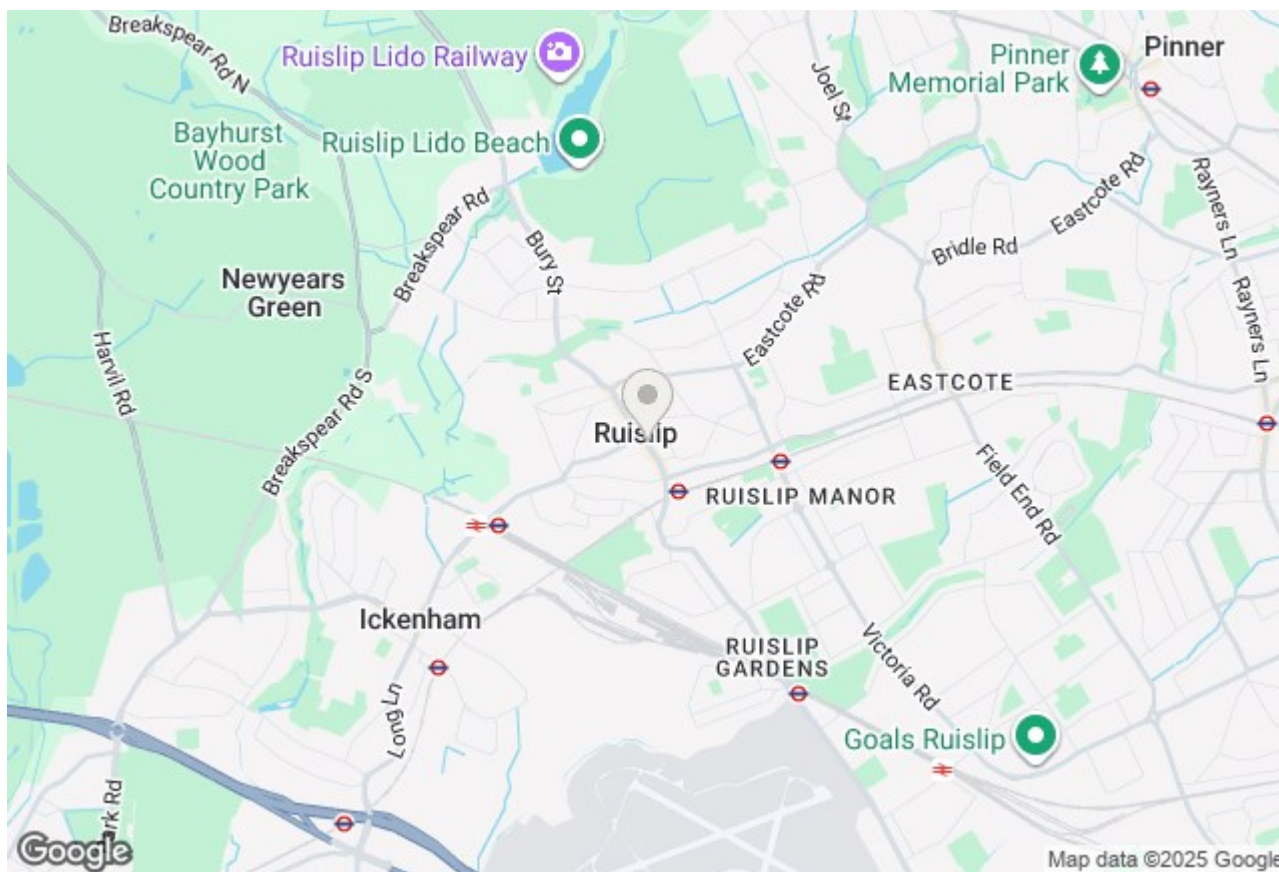 Breakspear Rd N
Ruislip Lido Railway
Joel St
Pinner
Memorial Park
Pinner
Bayhurst
Wood
Country Park
Ruislip Lido Beach
Breakspear Rd
Eastcote Rd
Rayners Ln
Bury St
Bridle Rd
Newyears
Green
Eastcote Rd
Rayners Ln
Harvil Rd
Breakspear Rd S
EASTCOTE
Ruislip
Field End Rd
RUISLIP MANOR
Ickenham
RUISLIP
GARDENS
Victoria Rd
Long Ln
Goals Ruislip
ark Rd
Google
Map data ©2025 Google